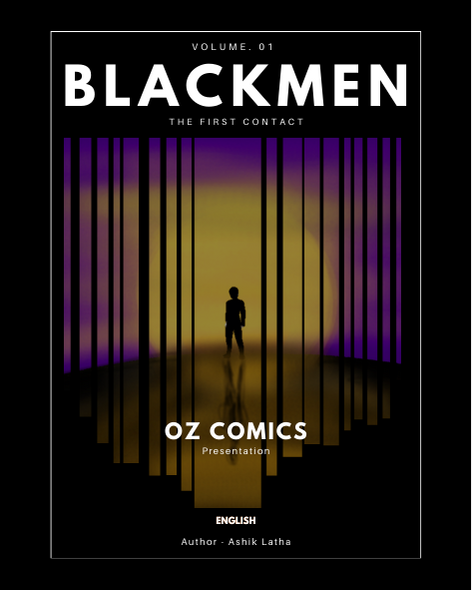 VOLUME. 01
BLACKMEN
THE FIRST CONTACT
OZ COMICS
Presentation
ENGLISH
Author - Ashik Latha